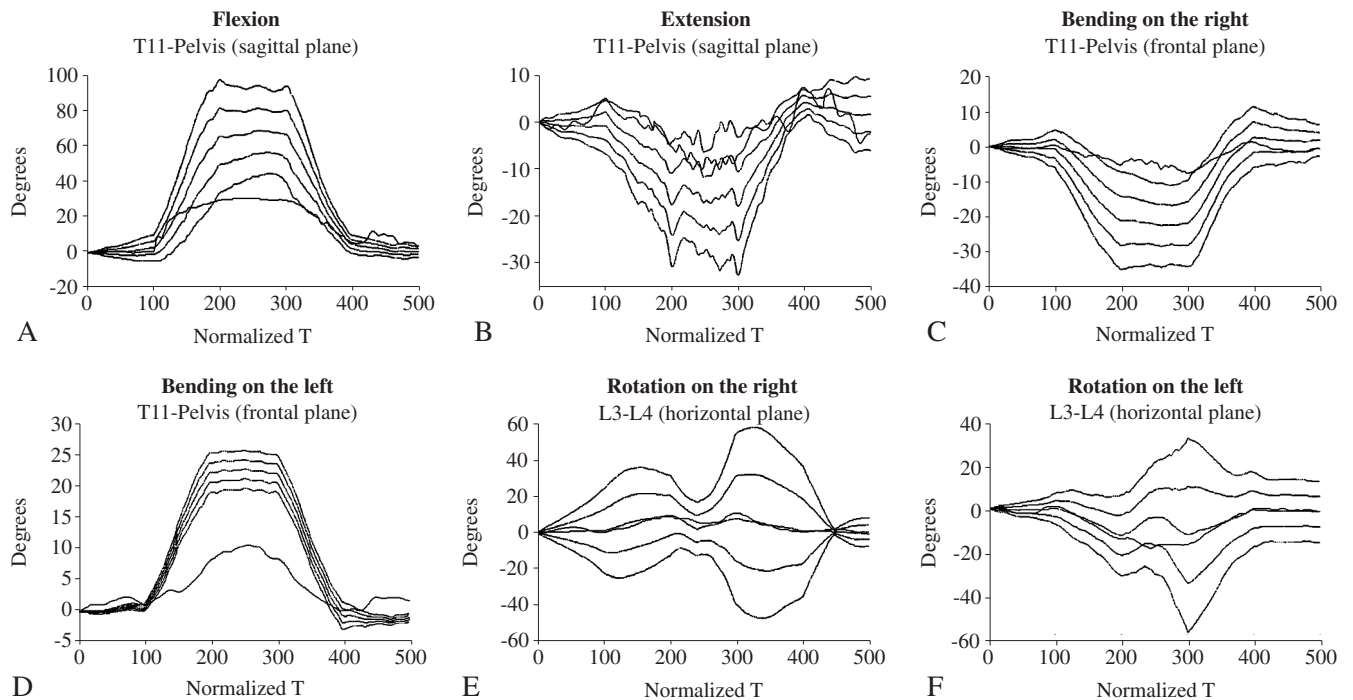 Flexion
T11-Pelvis (sagittal plane)
100
80
60
40
20
0
-20
Degrees
0 100 200 300 400 500
Normalized T
A
Extension
T11-Pelvis (sagittal plane)
10
0
-10
-20
-30
Degrees
0 100 200 300 400 500
Normalized T
B
Bending on the right
T11-Pelvis (frontal plane)
20
10
0
-10
-20
-30
-40
Degrees
0 100 200 300 400 500
Normalized T
C
Bending on the left
T11-Pelvis (frontal plane)
30
25
20
15
10
5
0
-5
Degrees
0 100 200 300 400 500
Normalized T
D
Rotation on the right
L3-L4 (horizontal plane)
60
40
20
0
-20
-40
-60
Degrees
0 100 200 300 400 500
Normalized T
E
Rotation on the left
L3-L4 (horizontal plane)
40
20
0
-20
-40
-60
Degrees
0 100 200 300 400 500
Normalized T
F